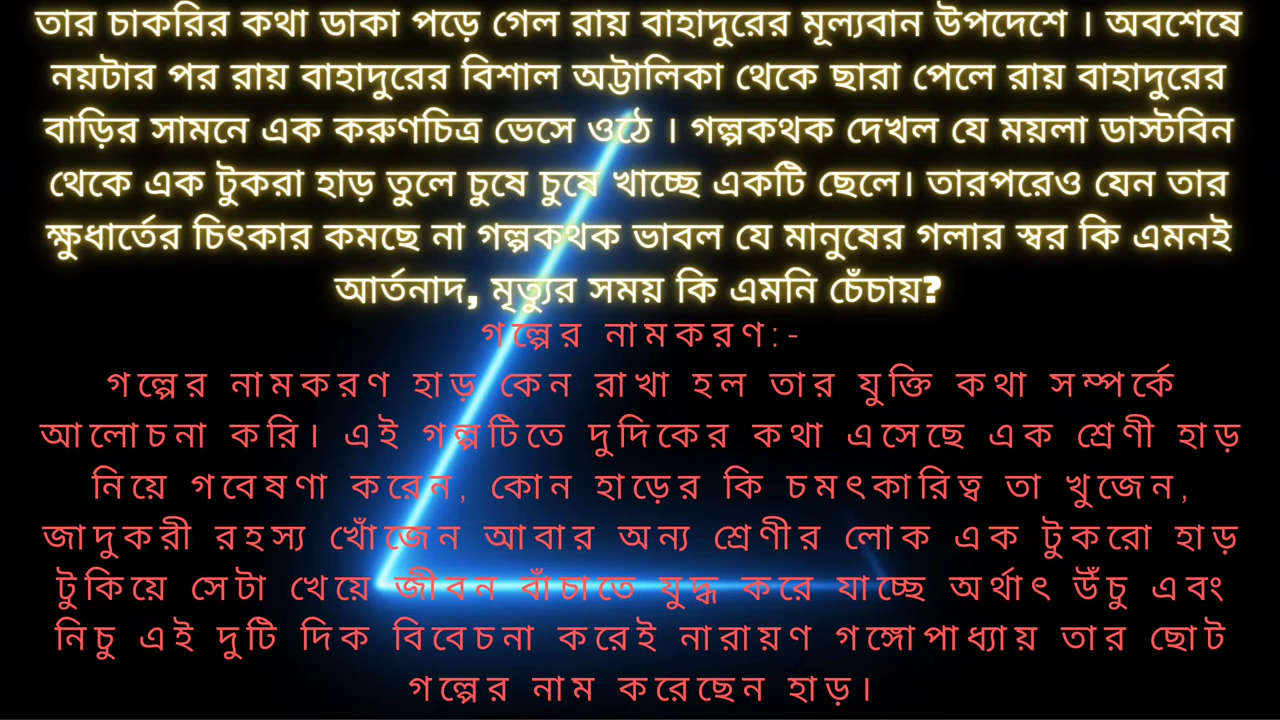 তার চাকরির কথা ডাকা পড়ে গেল রায় বাহাদুরের মূল্যবান উপদেশে । অবশেষে
নয়টার পর রায় বাহাদুরের বিশাল অট্টালিকা থেকে ছারা পেলে রায় বাহাদুরের
বাড়ির সামনে এক করুণচিত্র ভেসে ওঠে । গল্পকথক দেখল যে ময়লা ডাস্টবিন
থেকে এক টুকরা হাড় তুলে চুষে চুষে খাচ্ছে একটি ছেলে। তারপরেও যেন তার
ক্ষুধার্তের চিৎকার কমছে না গল্পকথক ভাবল যে মানুষের গলার স্বর কি এমনই
আর্তনাদ, মৃত্যুর সময় কি এমনি চেঁচায়?
গল্পের নামকরণ:-
গল্পের নামকরণ হাড় কেন রাখা হল তার যুক্তি কথা সম্পর্কে
আলোচনা করি। এই গল্পটিতে দুদিকের কথা এসেছে এক শ্রেণী হাড়
নিয়ে গবেষণা করেন, কোন হাড়ের কি চমৎকারিত্ব তা খুজেন,
জাদুকরী রহস্য খোঁজেন আবার অন্য শ্রেণীর লোক এক টুকরো হাড়
টুকিয়ে সেটা খেয়ে জীবন বাঁচাতে যুদ্ধ করে যাচ্ছে অর্থাৎ উঁচু এবং
নিচু এই দুটি দিক বিবেচনা করেই নারায়ণ গঙ্গোপাধ্যায় তার ছোট
গল্পের নাম করেছেন হাড়।